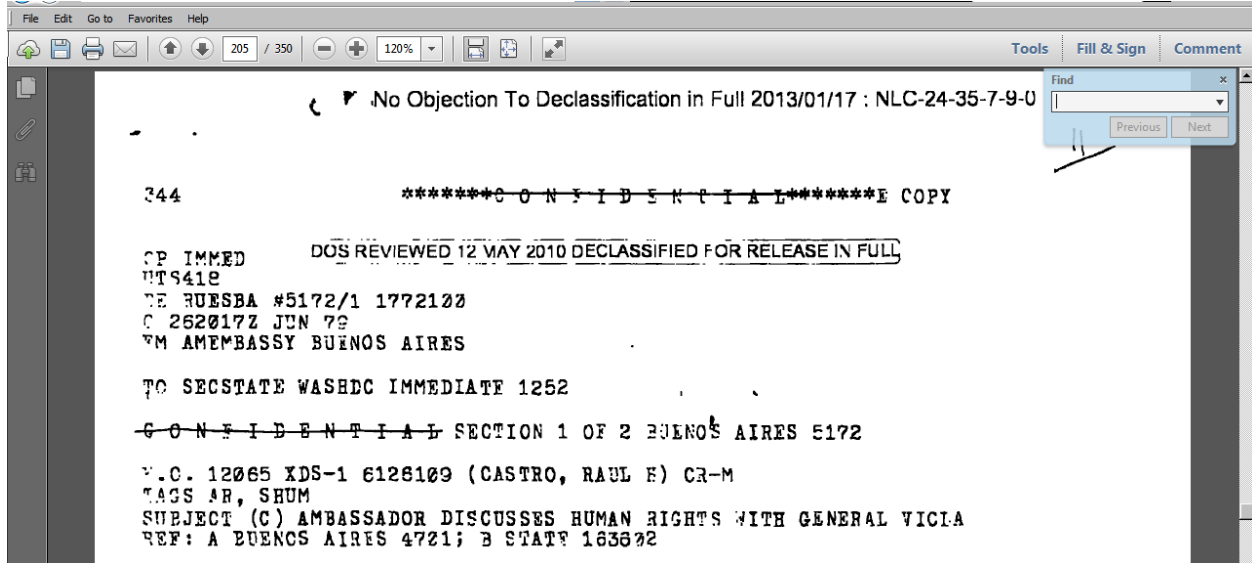 File Edit Go to Favorites Help
205 / 350 120% Tools Fill & Sign Comment
Find
Previous Next
No Objection To Declassification in Full 2013/01/17 : NLC-24-35-7-9-0
11
344 *******C O N F I D E N T I A L*******E COPY
OP IMMED
DOS REVIEWED 12 MAY 2010 DECLASSIFIED FOR RELEASE IN FULL
UTS418
DE RUESBA #5172/1 1772100
O 262017Z JUN 79
FM AMEMBASSY BUENOS AIRES
TO SECSTATE WASHDC IMMEDIATE 1252
C O N F I D E N T I A L SECTION 1 OF 2 BUENOS AIRES 5172
E.O. 12065 XDS-1 6126109 (CASTRO, RAUL H) CR-M
TAGS AR, SHUM
SUBJECT (C) AMBASSADOR DISCUSSES HUMAN RIGHTS WITH GENERAL VIOLA
REF: A BUENOS AIRES 4721; B STATE